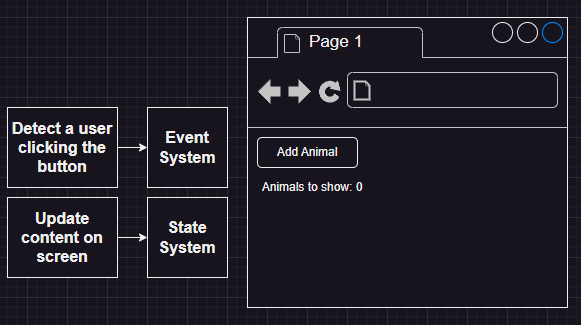 Page 1
Detect a user
clicking the
button
Event
System
Add Animal
Animals to show: 0
Update
content on
screen
State
System